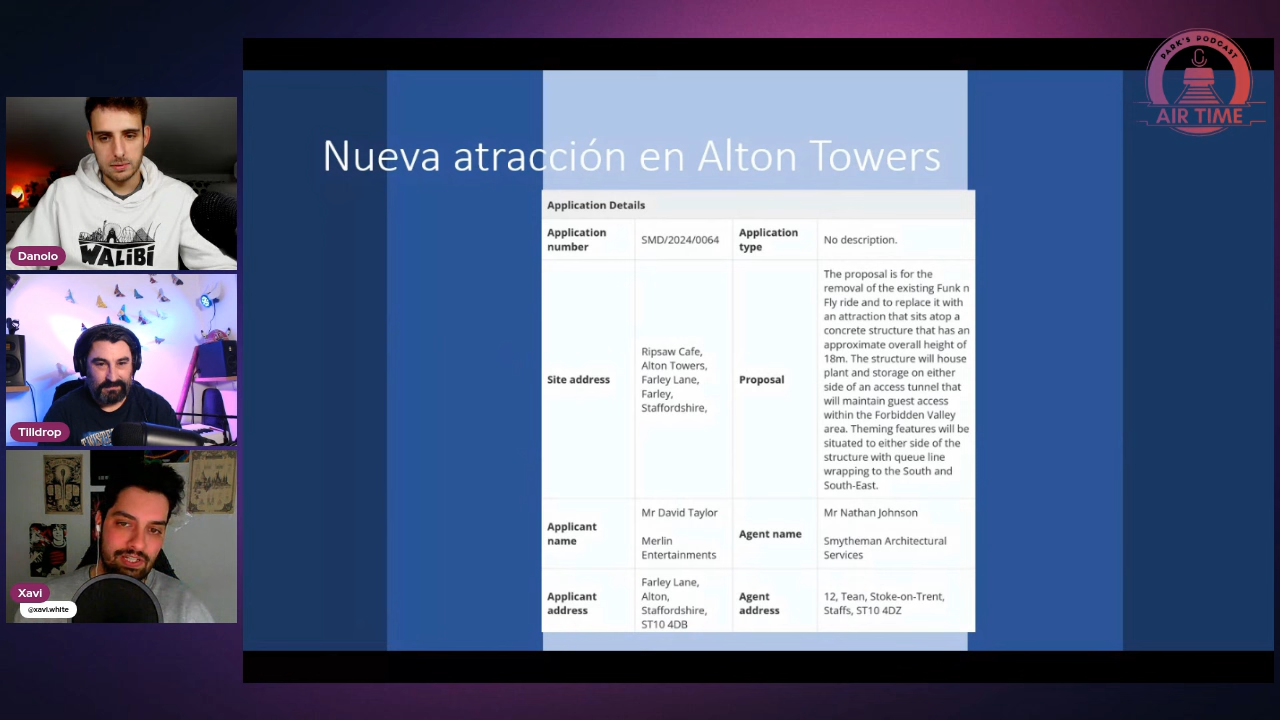 PARK'S PODCAST
AIR TIME
WALIBI
Danolo
Tilldrop
Xavi
@xavi.white
Nueva atracción en Alton Towers
Application Details
Application
number
SMD/2024/0064
Application
type
No description.
Site address
Ripsaw Cafe,
Alton Towers,
Farley Lane,
Farley,
Staffordshire,
Proposal
The proposal is for the
removal of the existing Funk n
Fly ride and to replace it with
an attraction that sits atop a
concrete structure that has an
approximate overall height of
18m. The structure will house
plant and storage on either
side of an access tunnel that
will maintain guest access
within the Forbidden Valley
area. Theming features will be
situated to either side of the
structure with queue line
wrapping to the South and
South-East.
Applicant
name
Mr David Taylor
Merlin
Entertainments
Agent name
Mr Nathan Johnson
Smytheman Architectural
Services
Applicant
address
Farley Lane,
Alton,
Staffordshire,
ST10 4DB
Agent
address
12, Tean, Stoke-on-Trent,
Staffs, ST10 4DZ